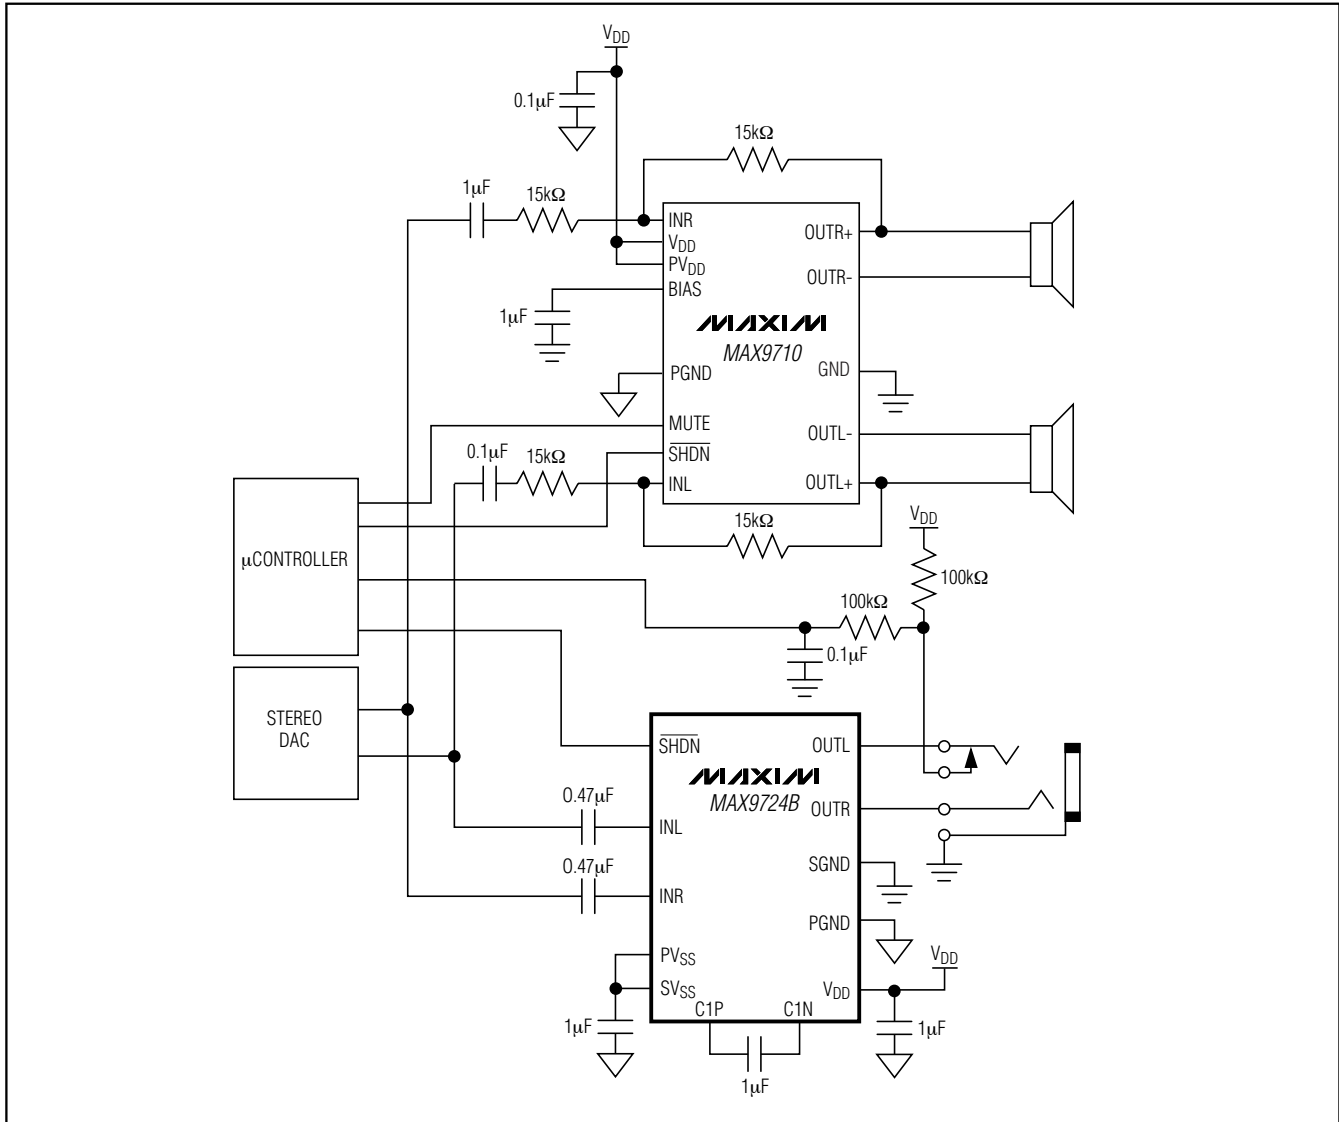 VDD
0.1µF
15kΩ
1µF
15kΩ
INR
VDD
PVDD
BIAS
OUTR+
OUTR-
1µF
MAXIM
MAX9710
PGND
GND
MUTE
SHDN
INL
OUTL-
OUTL+
0.1µF
15kΩ
15kΩ
VDD
100kΩ
100kΩ
0.1µF
µCONTROLLER
STEREO
DAC
SHDN
OUTL
MAXIM
MAX9724B
0.47µF
INL
OUTR
0.47µF
INR
SGND
PGND
PVSS
SVSS
VDD
VDD
C1P
C1N
1µF
1µF
1µF